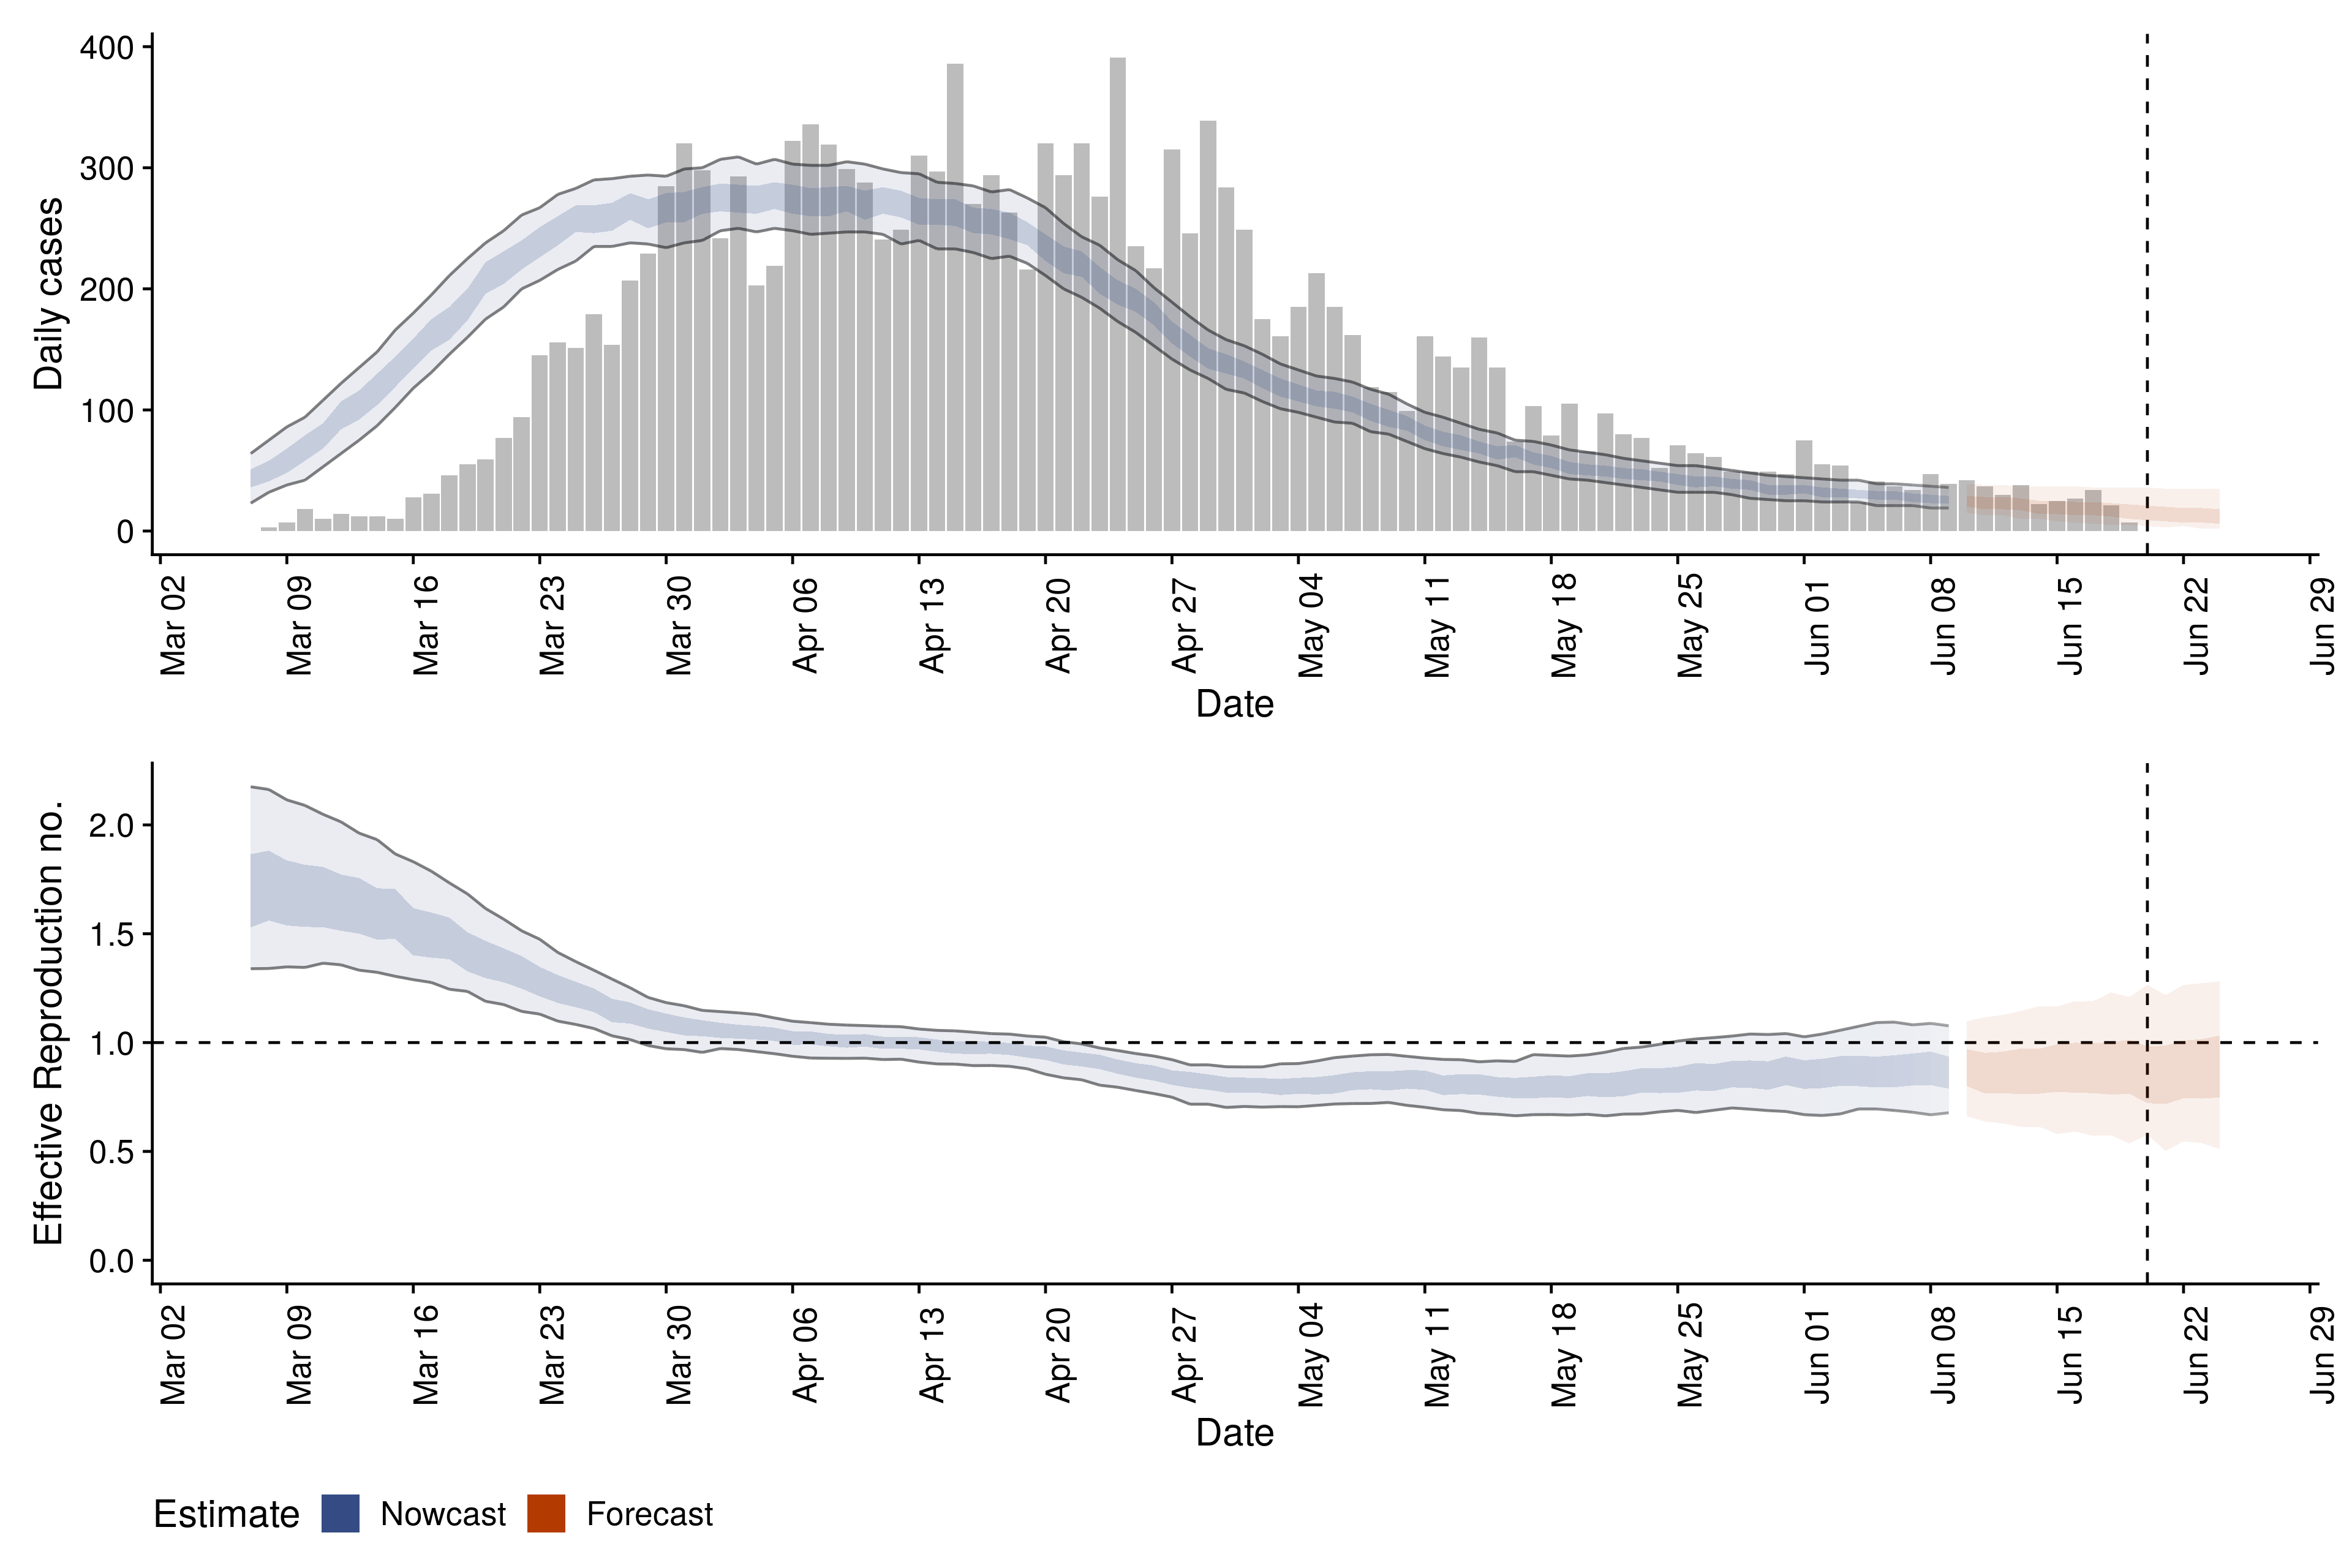 400
300
200
100
0
Daily cases
Mar 02 Mar 09 Mar 16 Mar 23 Mar 30 Apr 06 Apr 13 Apr 20 Apr 27 May 04 May 11 May 18 May 25 Jun 01 Jun 08 Jun 15 Jun 22 Jun 29
Date
2.0
1.5
1.0
0.5
0.0
Effective Reproduction no.
Mar 02 Mar 09 Mar 16 Mar 23 Mar 30 Apr 06 Apr 13 Apr 20 Apr 27 May 04 May 11 May 18 May 25 Jun 01 Jun 08 Jun 15 Jun 22 Jun 29
Date
Estimate Nowcast Forecast